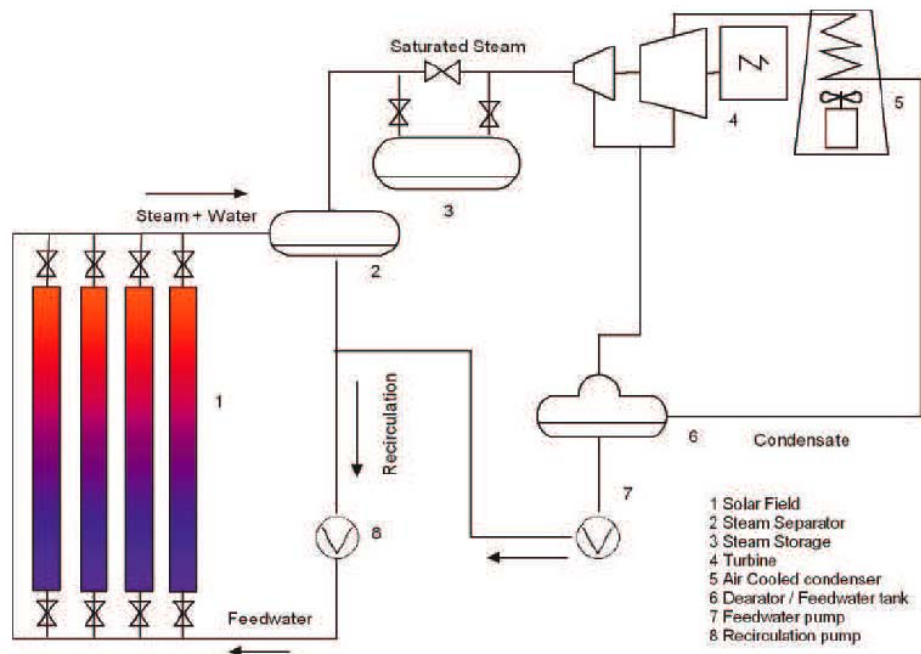 Saturated Steam
5
4
3
Steam + Water
2
1
Recirculation
6
Condensate
7
8
Feedwater
1 Solar Field
2 Steam Separator
3 Steam Storage
4 Turbine
5 Air Cooled condenser
6 Dearator / Feedwater tank
7 Feedwater pump
8 Recirculation pump